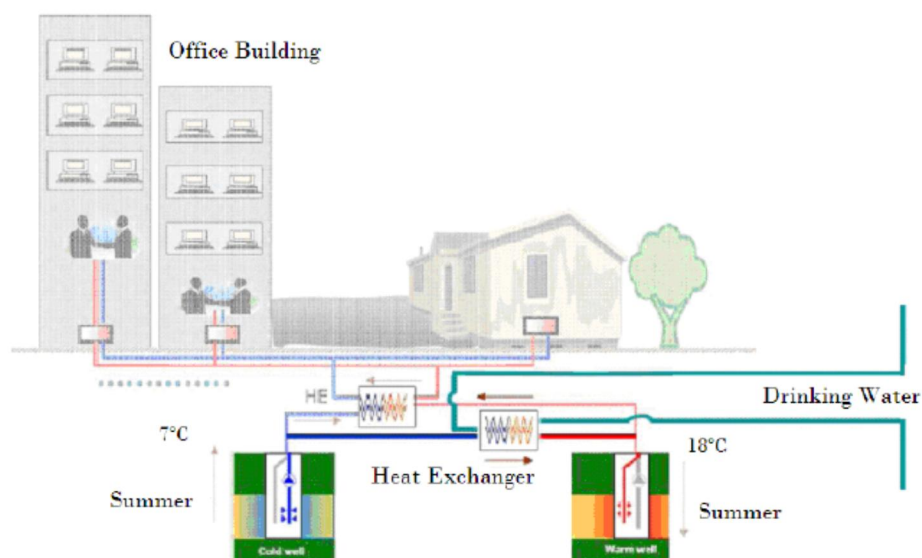 Office Building
HE
Drinking Water
7°C
18°C
Heat Exchanger
Summer
Summer
Cold well
Warm well